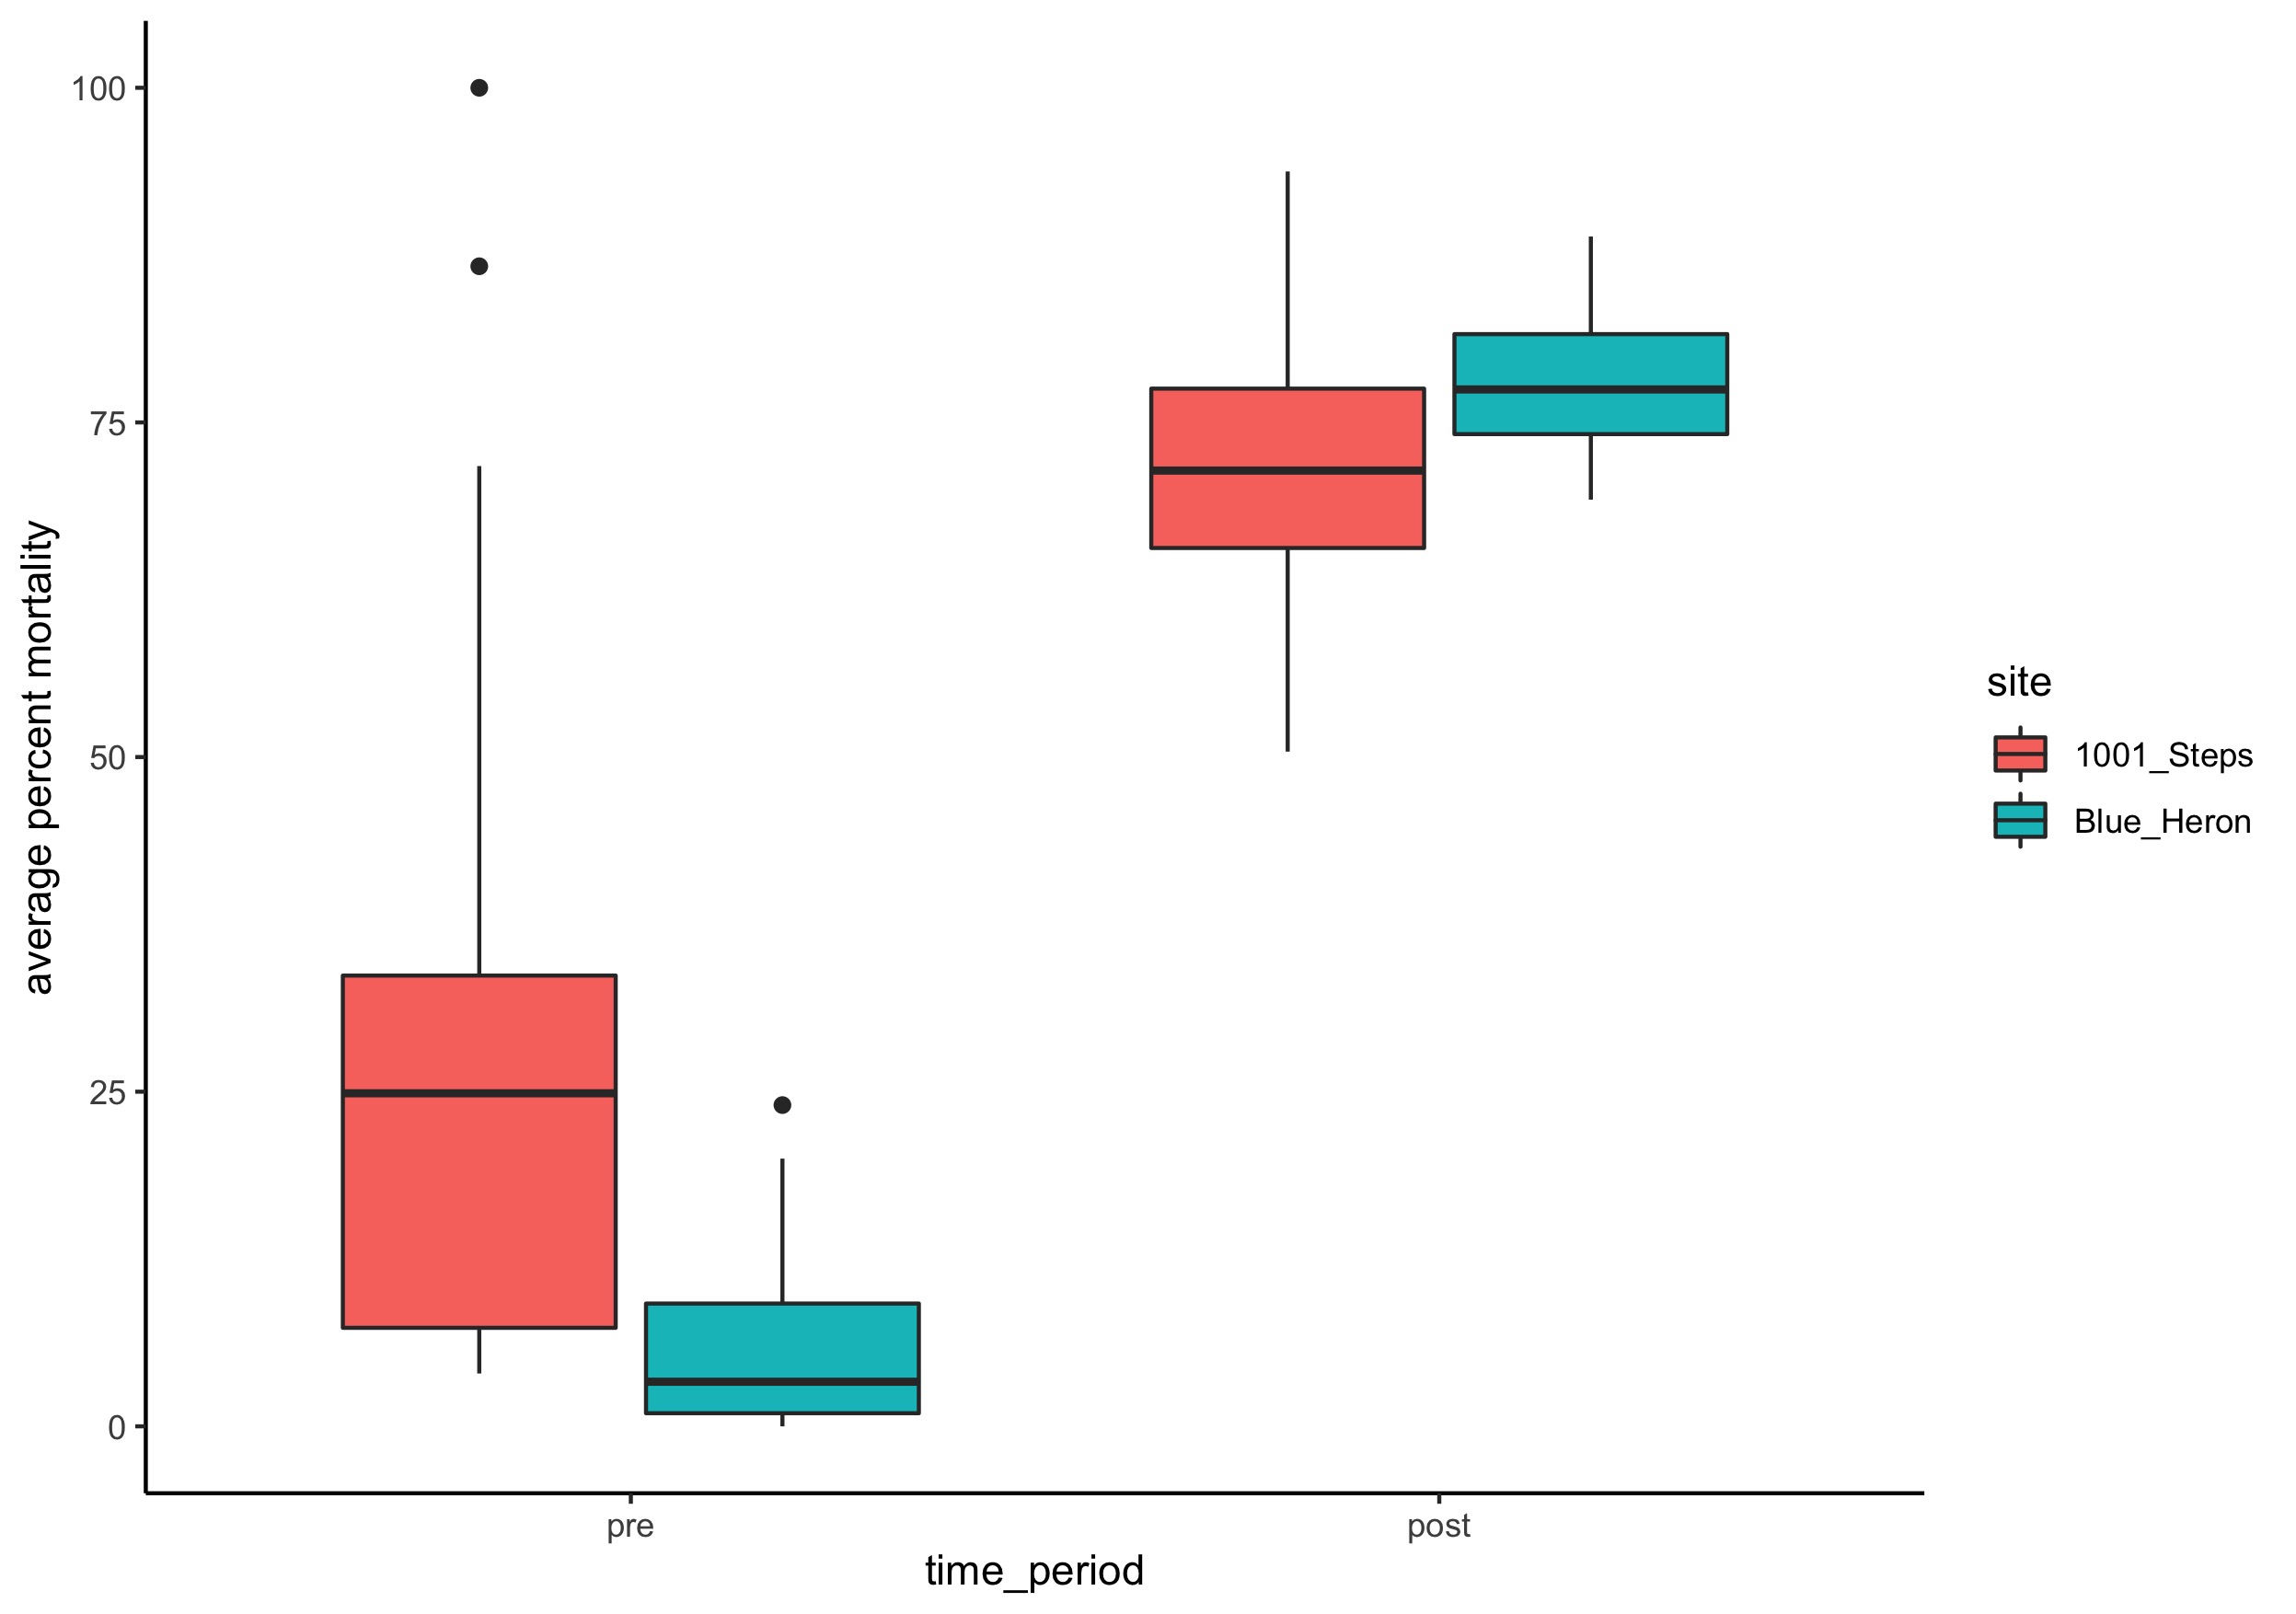 average percent mortality
100
75
50
25
0
pre
post
time_period
site
1001_Steps
Blue_Heron